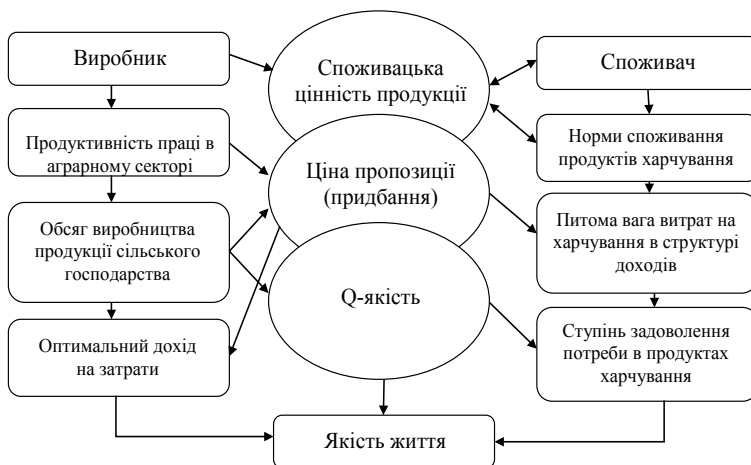 Виробник
Продуктивність праці в
аграрному секторі
Обсяг виробництва
продукції сільського
господарства
Оптимальний дохід
на затрати
Споживацька
цінність продукції
Ціна пропозиції
(придбання)
Q-якість
Споживач
Норми споживання
продуктів харчування
Питома вага витрат на
харчування в структурі
доходів
Ступінь задоволення
потреби в продуктах
харчування
Якість життя